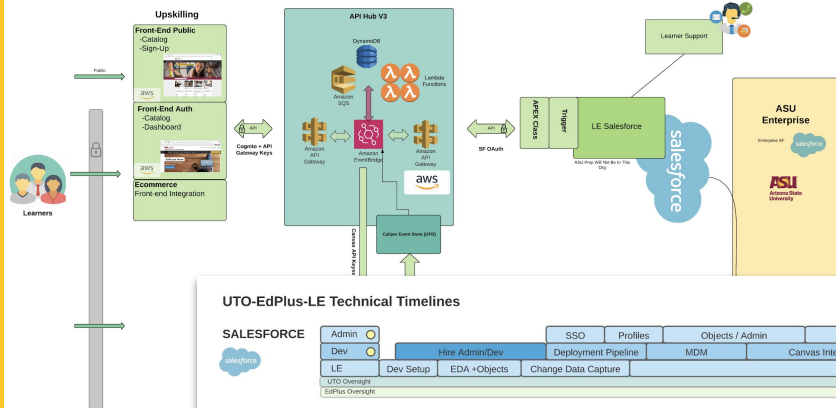 Upskilling
Front-End Public
-Catalog
-Sign-Up
aws
Front-End Auth
-Catalog
-Dashboard
aws
Ecommerce
Front-end Integration
Public
Learners
API
Cognito + API
Gateway Keys
API Hub V3
DynamoDB
Amazon
SQS
Lambda
Functions
Amazon
API
Gateway
Amazon
EventBridge
Amazon
API
Gateway
aws
Caliper Event Store (UTO)
Canvas API Keyes
API
SF OAuth
APEX Class
Trigger
LE Salesforce
ASU Prep Will Not Be In This
Org
salesforce
Learner Support
ASU
Enterprise
Enterprise SF
salesforce
ASU
Arizona State
University
UTO-EdPlus-LE Technical Timelines
SALESFORCE
salesforce
Admin
SSO
Profiles
Objects / Admin
Dev
Hire Admin/Dev
Deployment Pipeline
MDM
Canvas Inte
LE
Dev Setup
EDA +Objects
Change Data Capture
UTO Oversight
EdPlus Oversight